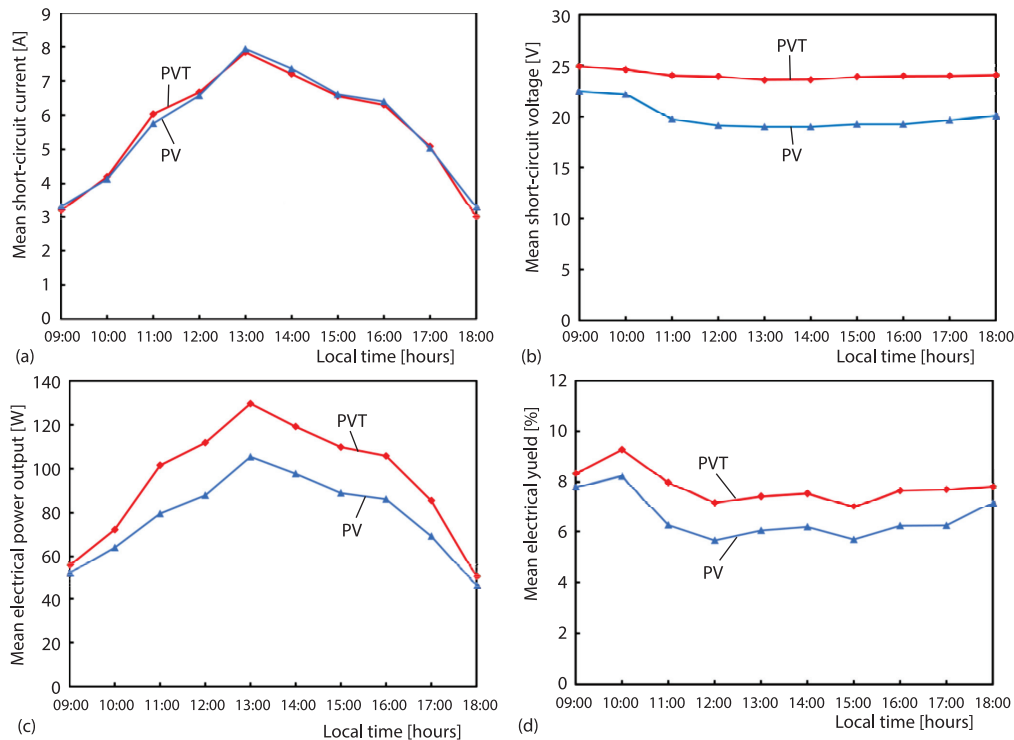 Mean short-circuit current [A]
9
8
7
6
5
4
3
2
1
0
PVT
PV
09:00 10:00 11:00 12:00 13:00 14:00 15:00 16:00 17:00 18:00
(a)
Local time [hours]
Mean short-circuit voltage [V]
30
25
20
15
10
5
0
PVT
PV
09:00 10:00 11:00 12:00 13:00 14:00 15:00 16:00 17:00 18:00
(b)
Local time [hours]
Mean electrical power output [W]
140
120
100
80
60
40
20
0
PVT
PV
09:00 10:00 11:00 12:00 13:00 14:00 15:00 16:00 17:00 18:00
(c)
Local time [hours]
Mean electrical yueld [%]
12
10
8
6
4
2
0
PVT
PV
09:00 10:00 11:00 12:00 13:00 14:00 15:00 16:00 17:00 18:00
(d)
Local time [hours]